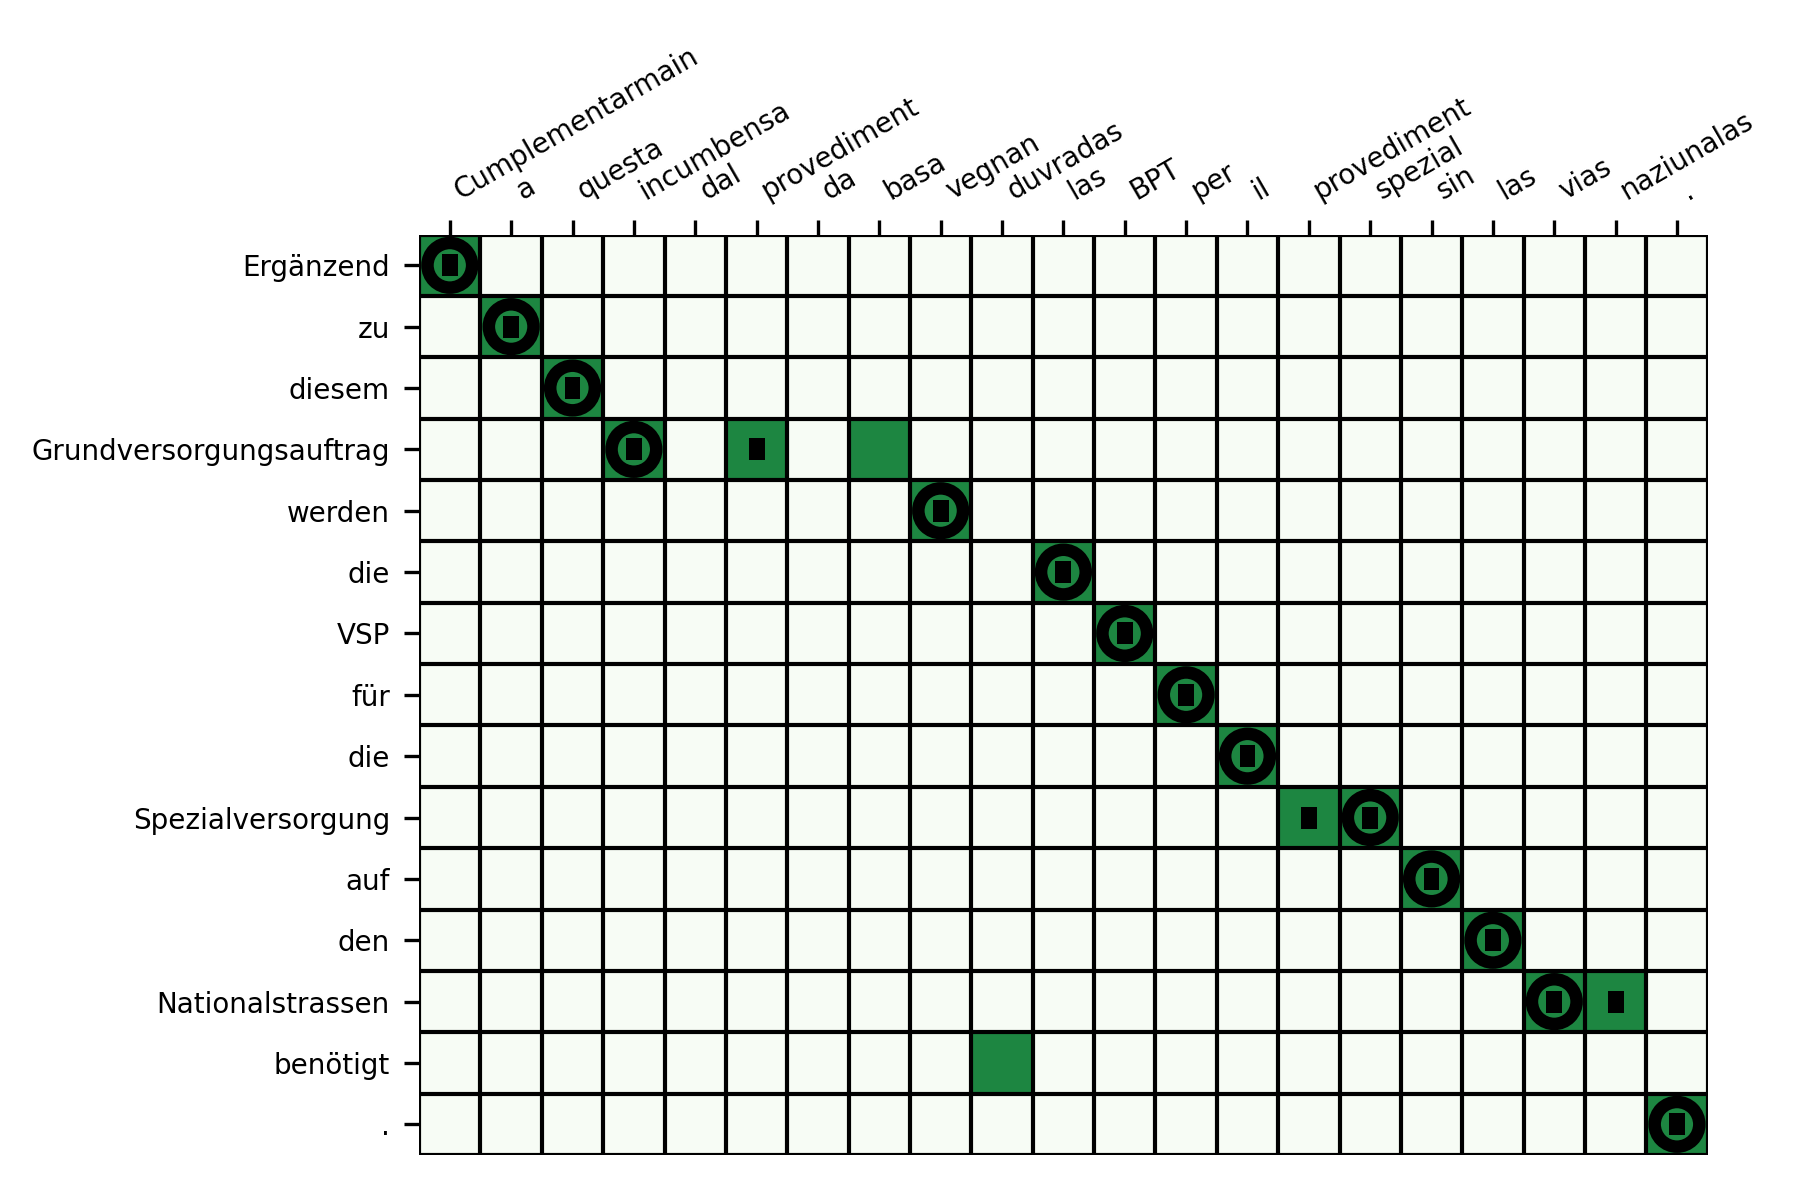 Cumplementarmain
a
questa
incumbensa
dal
provediment
da
basa
vegnan
duvradas
las
BPT
per
il
provediment
spezial
sin
las
vias
naziunalas
.
Ergänzend
zu
diesem
Grundversorgungsauftrag
werden
die
VSP
für
die
Spezialversorgung
auf
den
Nationalstrassen
benötigt
.